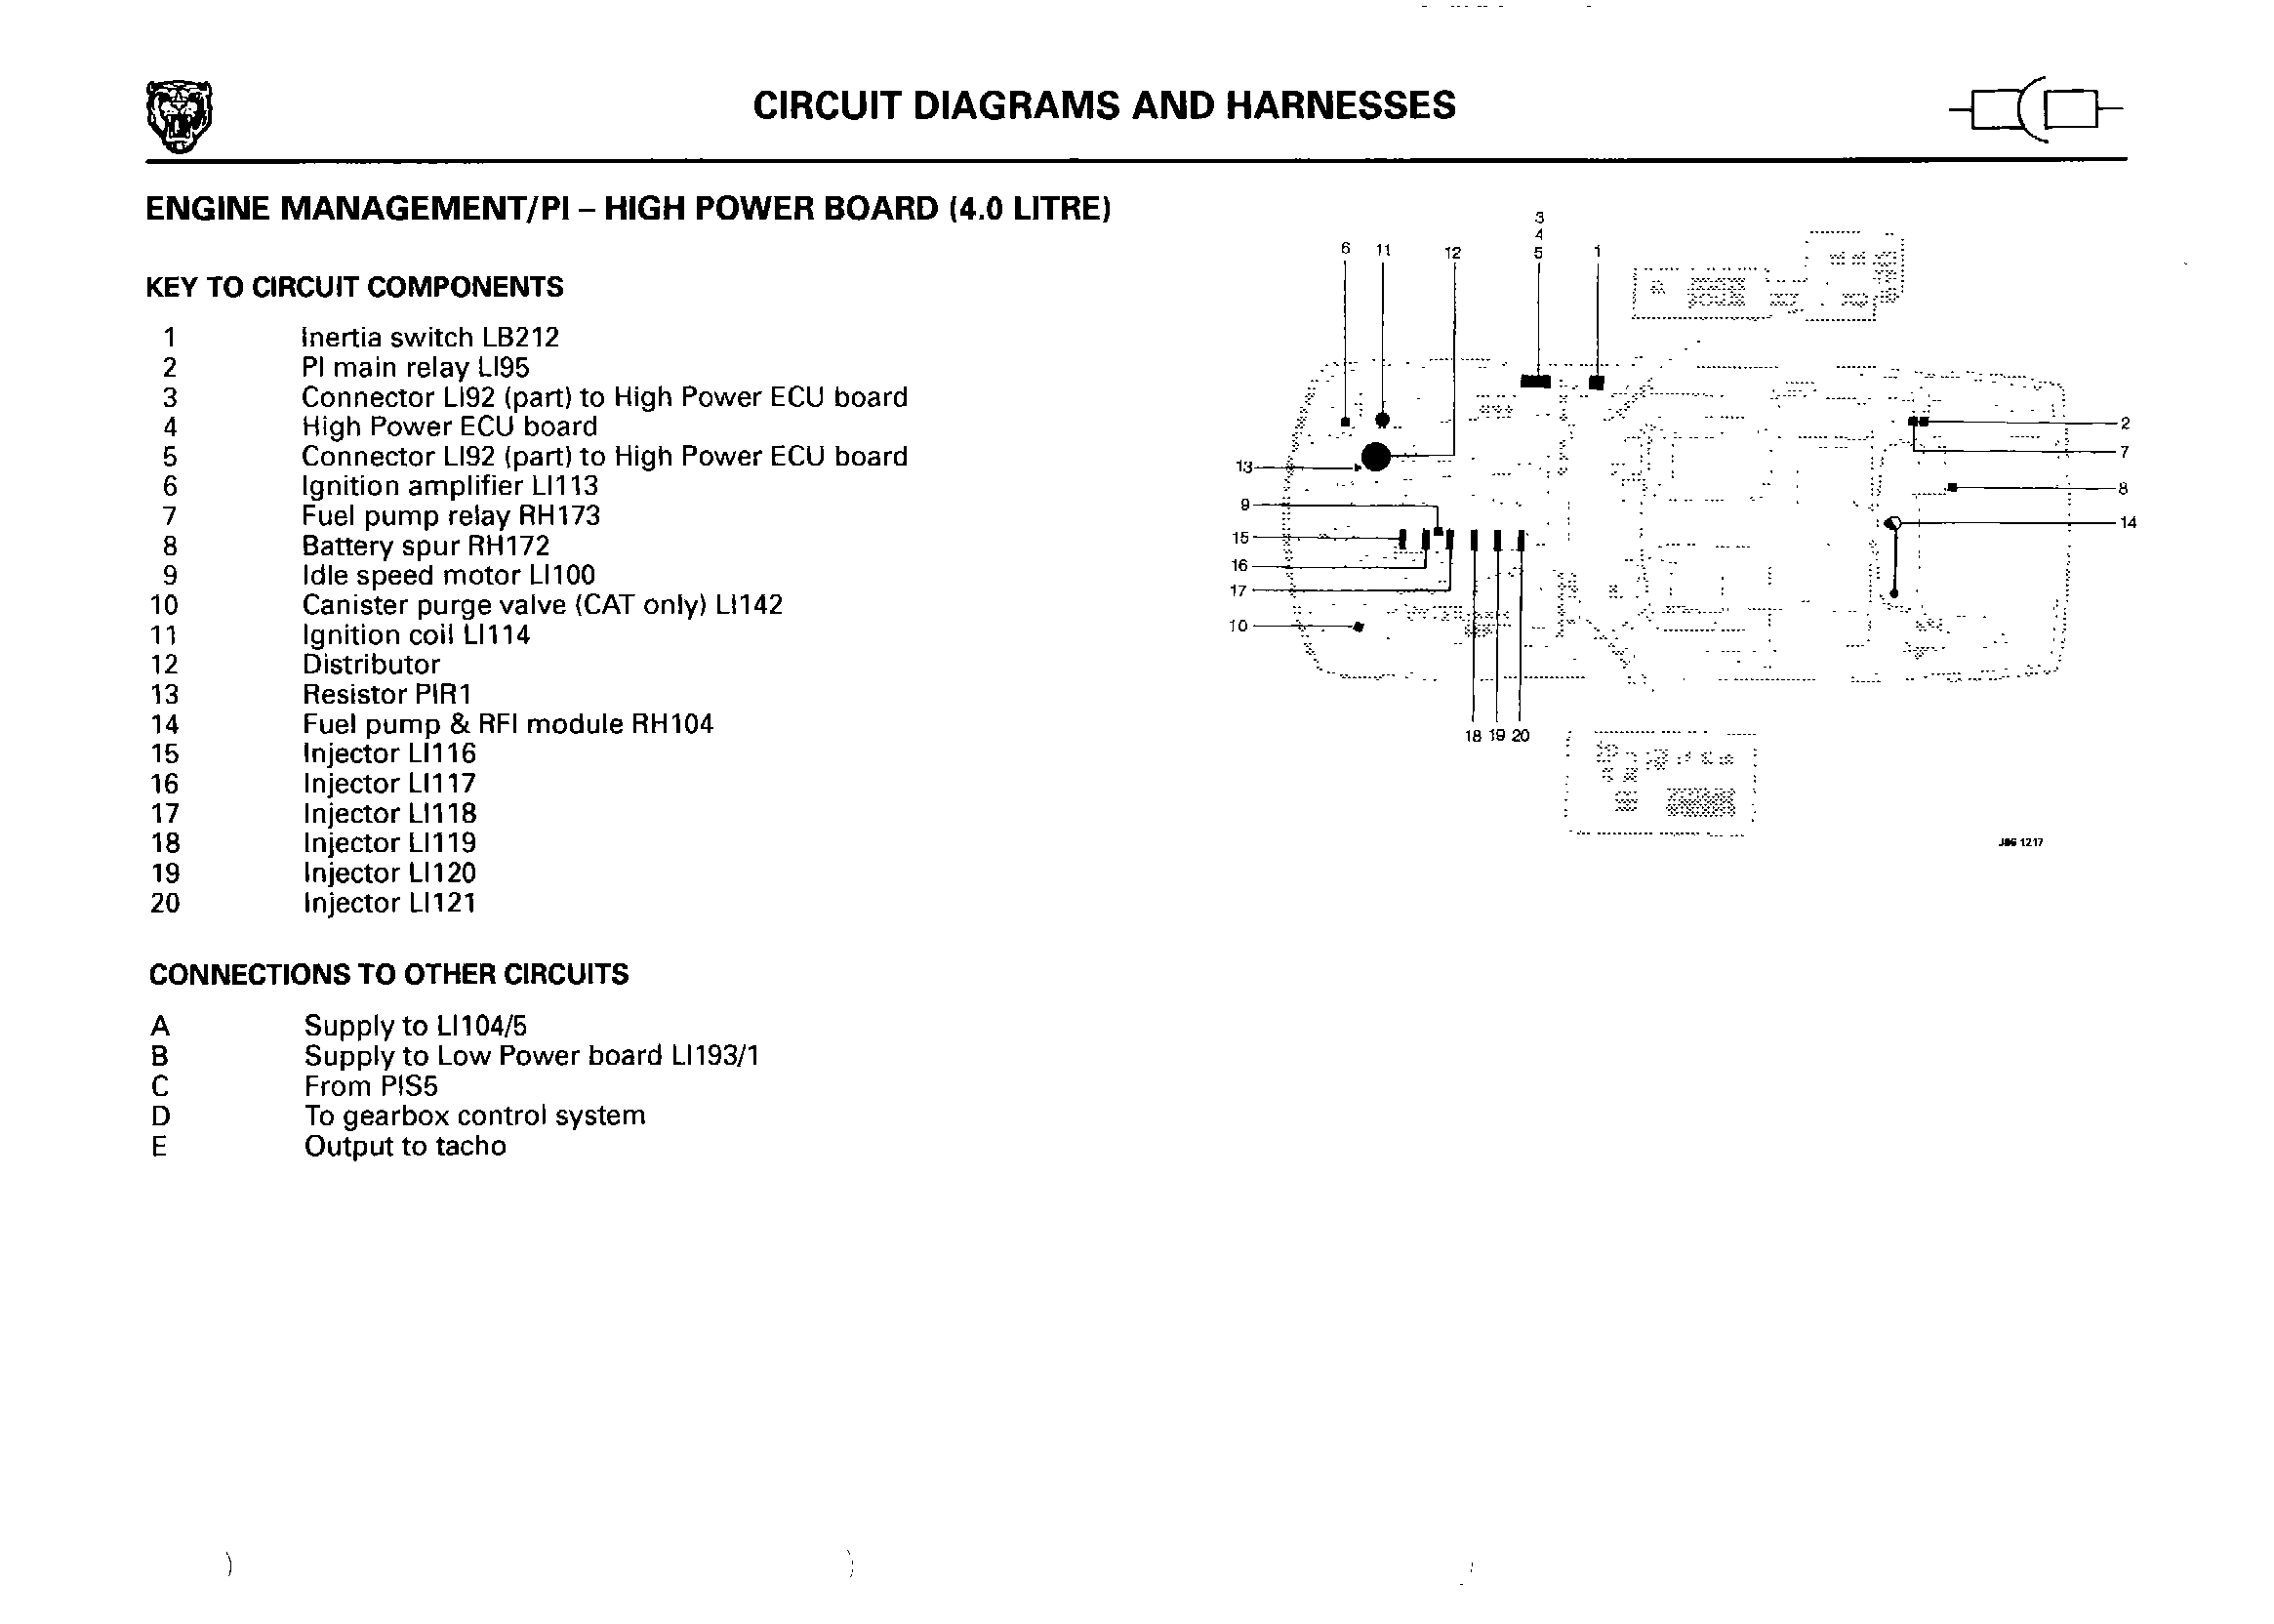 CIRCUIT DIAGRAMS AND HARNESSES
ENGINE MANAGEMENT/PI – HIGH POWER BOARD (4.0 LITRE)
KEY TO CIRCUIT COMPONENTS
1 Inertia switch LB212
2 PI main relay LI95
3 Connector LI92 (part) to High Power ECU board
4 High Power ECU board
5 Connector LI92 (part) to High Power ECU board
6 Ignition amplifier LI113
7 Fuel pump relay RH173
8 Battery spur RH172
9 Idle speed motor LI100
10 Canister purge valve (CAT only) LI142
11 Ignition coil LI114
12 Distributor
13 Resistor PIR1
14 Fuel pump & RFI module RH104
15 Injector LI116
16 Injector LI117
17 Injector LI118
18 Injector LI119
19 Injector LI120
20 Injector LI121
CONNECTIONS TO OTHER CIRCUITS
A Supply to LI104/5
B Supply to Low Power board LI193/1
C From PIS5
D To gearbox control system
E Output to tacho
3
4
6 11 12 5 1
2
7
13
8
9
14
15
16
17
10
18 19 20
J86 1217